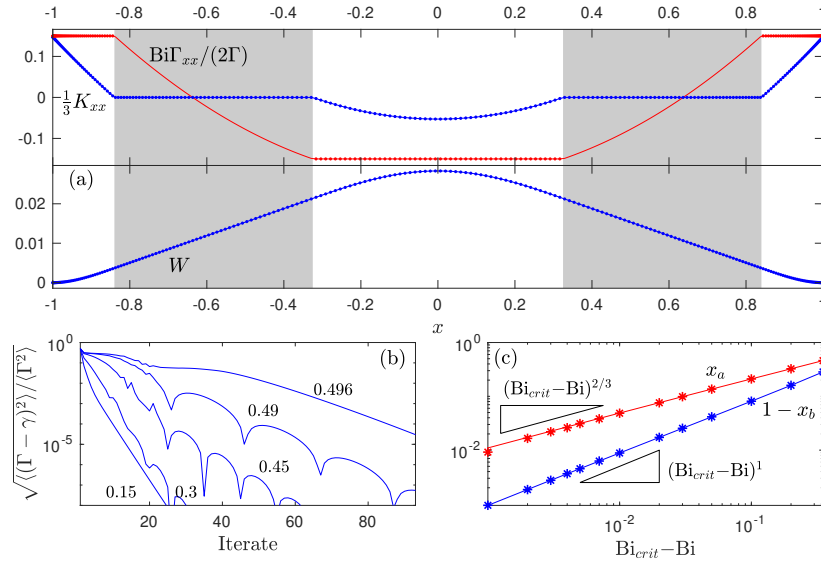 -1 -0.8 -0.6 -0.4 -0.2 0 0.2 0.4 0.6 0.8 1
0.1
0
-0.1
BiΓ_{xx}/(2Γ)
\frac{1}{3}K_{xx}
(a)
0.02
0.01
0
W
-1 -0.8 -0.6 -0.4 -0.2 0 0.2 0.4 0.6 0.8 1
x
\sqrt{⟨(Γ − γ)^2⟩/⟨Γ^2⟩}
10^0
10^{-5}
(b)
0.496
0.49
0.45
0.3
0.15
20 40 60 80
Iterate
10^0
10^{-2}
10^{-4}
(c)
x_a
(Bi_{crit}−Bi)^{2/3}
1 − x_b
(Bi_{crit}−Bi)^1
10^{-2} 10^{-1}
Bi_{crit}−Bi